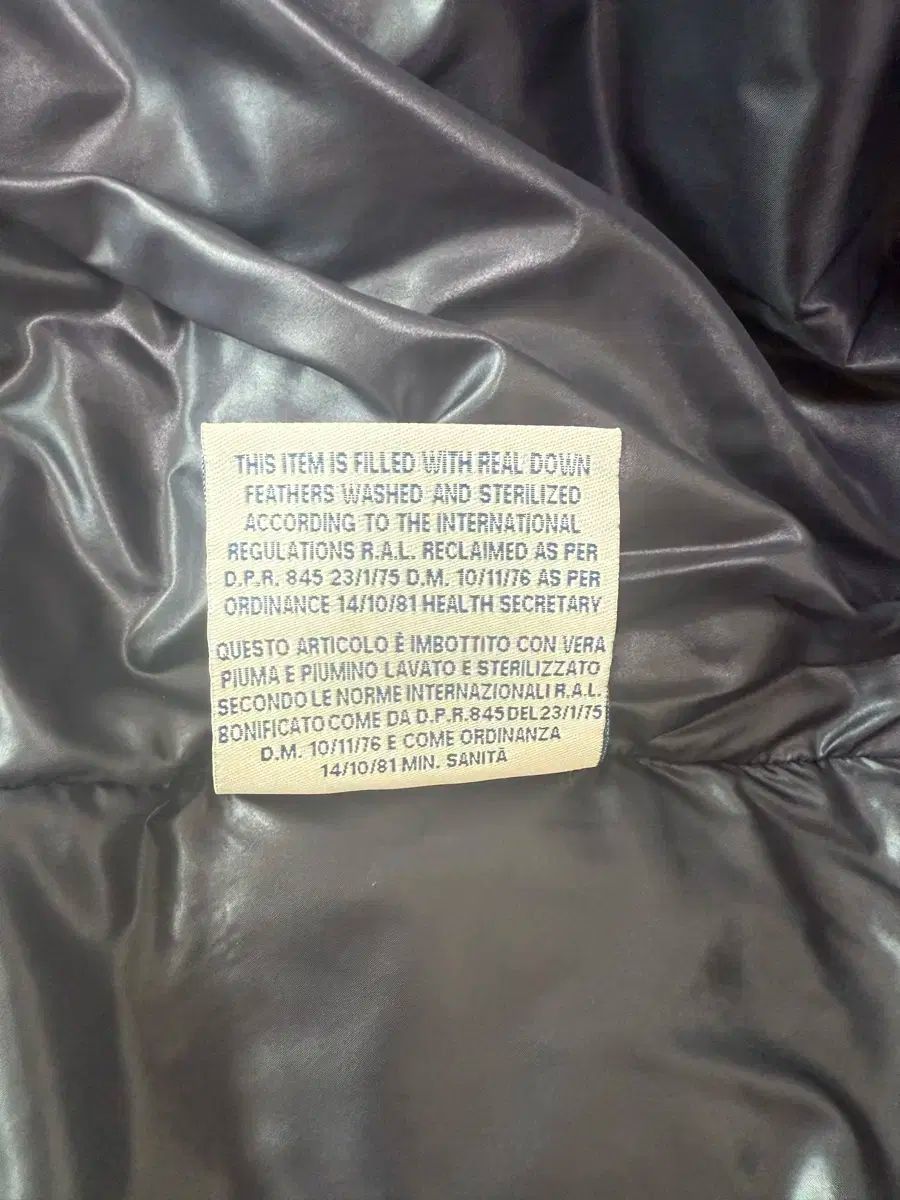 THIS ITEM IS FILLED WITH REAL DOWN
FEATHERS WASHED AND STERILIZED
ACCORDING TO THE INTERNATIONAL
REGULATIONS R.A.L. RECLAIMED AS PER
D.P.R. 845 23/1/75 D.M. 10/11/76 AS PER
ORDINANCE 14/10/81 HEALTH SECRETARY
QUESTO ARTICOLO È IMBOTTITO CON VERA
PIUMA E PIUMINO LAVATO E STERILIZZATO
SECONDO LE NORME INTERNAZIONALI R.A.L.
BONIFICATO COME DA D.P.R. 845 DEL 23/1/75
D.M. 10/11/76 E COME ORDINANZA
14/10/81 MIN. SANITÀ